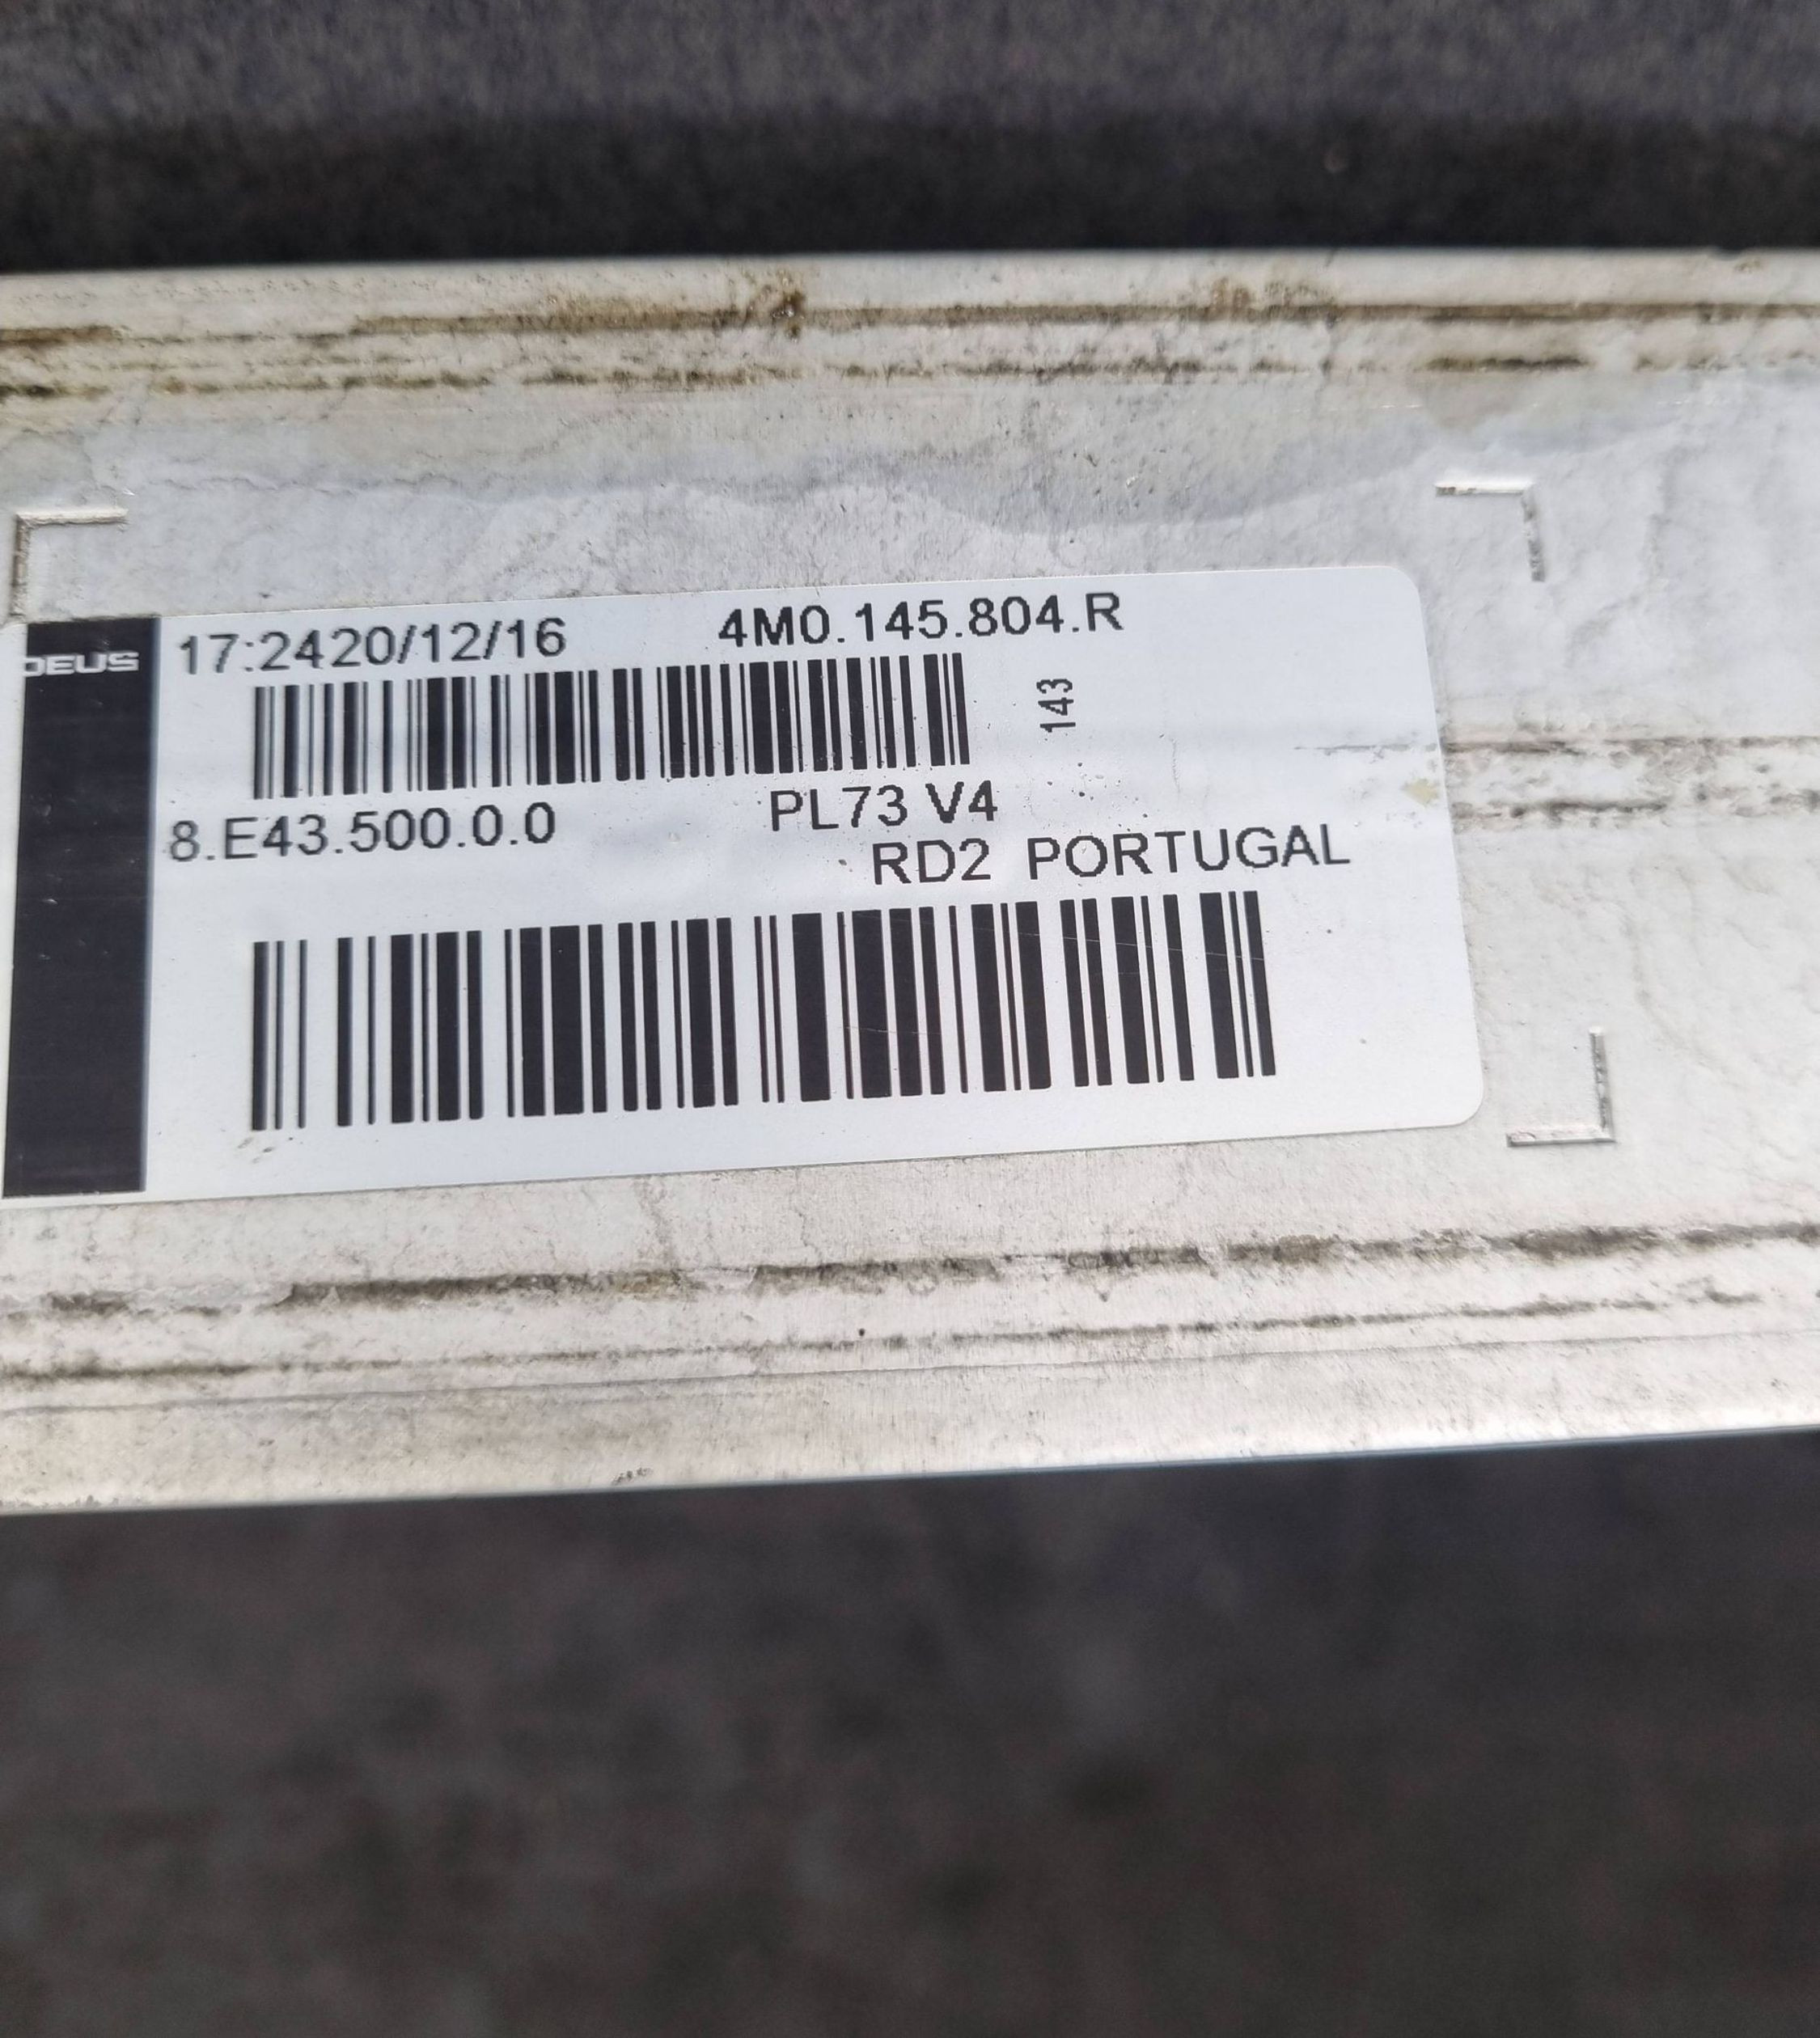 DEUS
17:2420/12/16 4M0.145.804.R
143
8.E43.500.0.0 PL73 V4
RD2 PORTUGAL